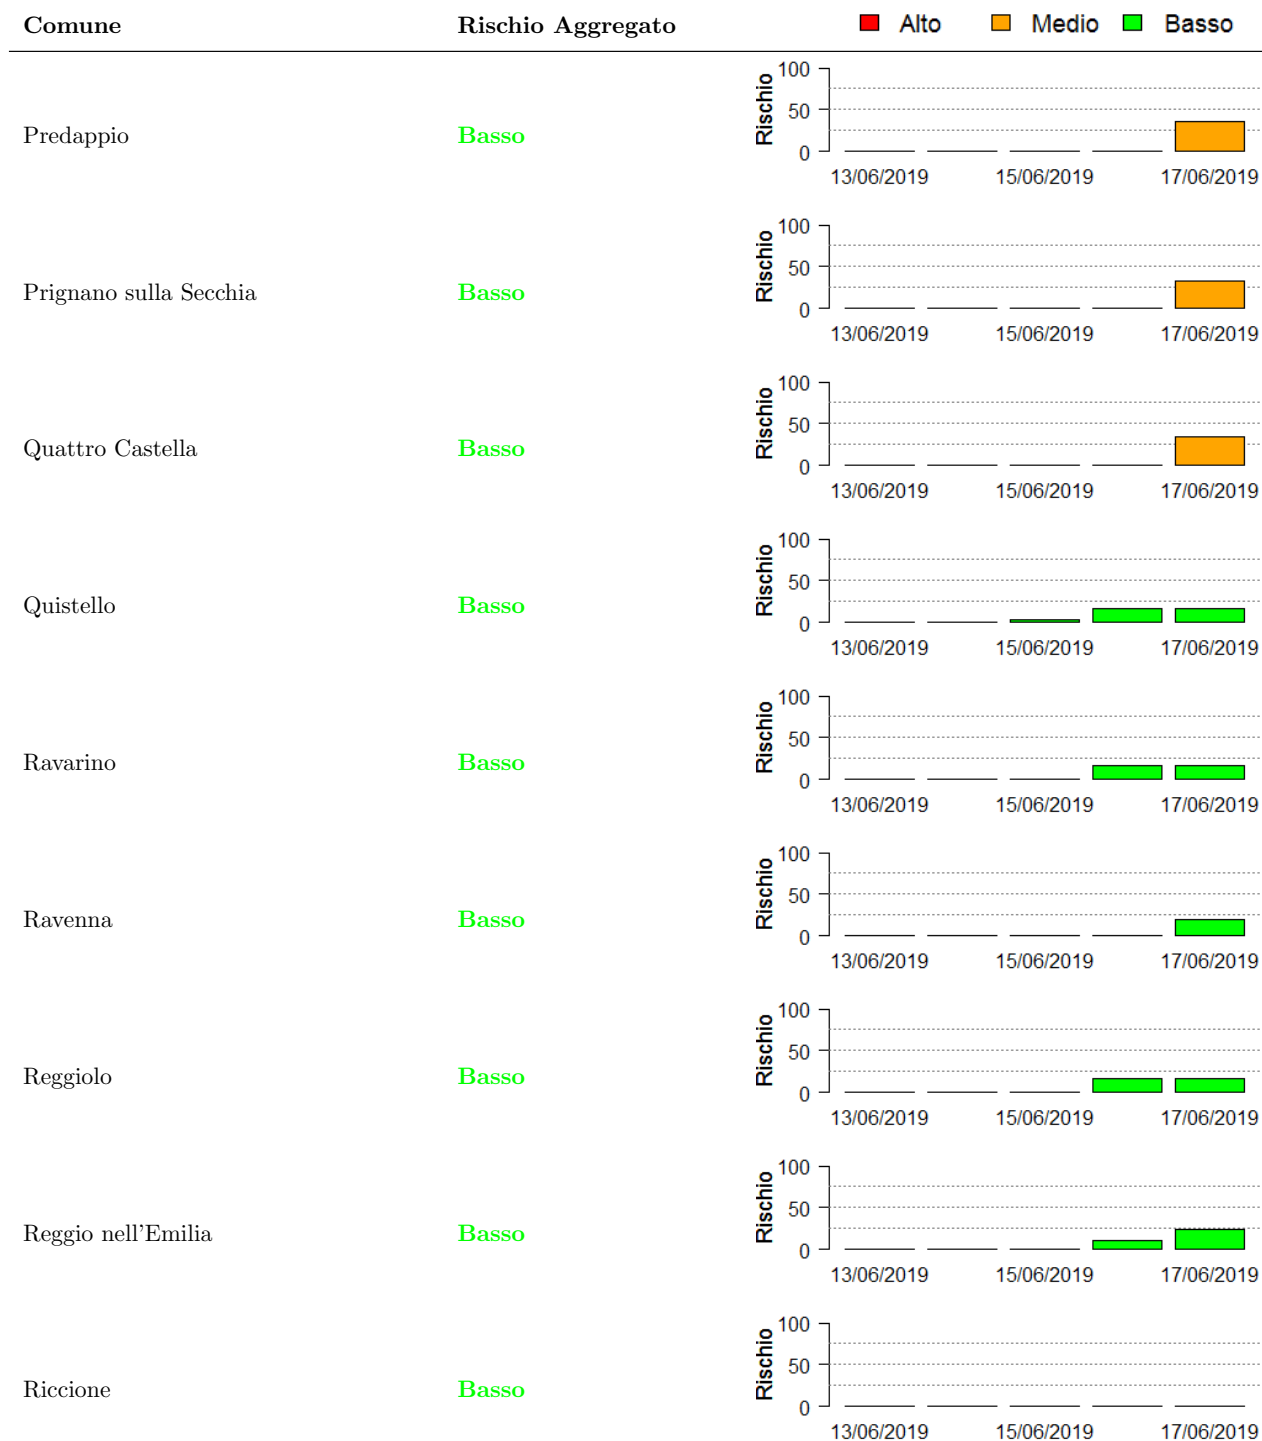 Comune Rischio Aggregato Alto Medio Basso
Predappio Basso Rischio 100 50 0
13/06/2019 15/06/2019 17/06/2019
Prignano sulla Secchia Basso Rischio 100 50 0
13/06/2019 15/06/2019 17/06/2019
Quattro Castella Basso Rischio 100 50 0
13/06/2019 15/06/2019 17/06/2019
Quistello Basso Rischio 100 50 0
13/06/2019 15/06/2019 17/06/2019
Ravarino Basso Rischio 100 50 0
13/06/2019 15/06/2019 17/06/2019
Ravenna Basso Rischio 100 50 0
13/06/2019 15/06/2019 17/06/2019
Reggiolo Basso Rischio 100 50 0
13/06/2019 15/06/2019 17/06/2019
Reggio nell'Emilia Basso Rischio 100 50 0
13/06/2019 15/06/2019 17/06/2019
Riccione Basso Rischio 100 50 0
13/06/2019 15/06/2019 17/06/2019